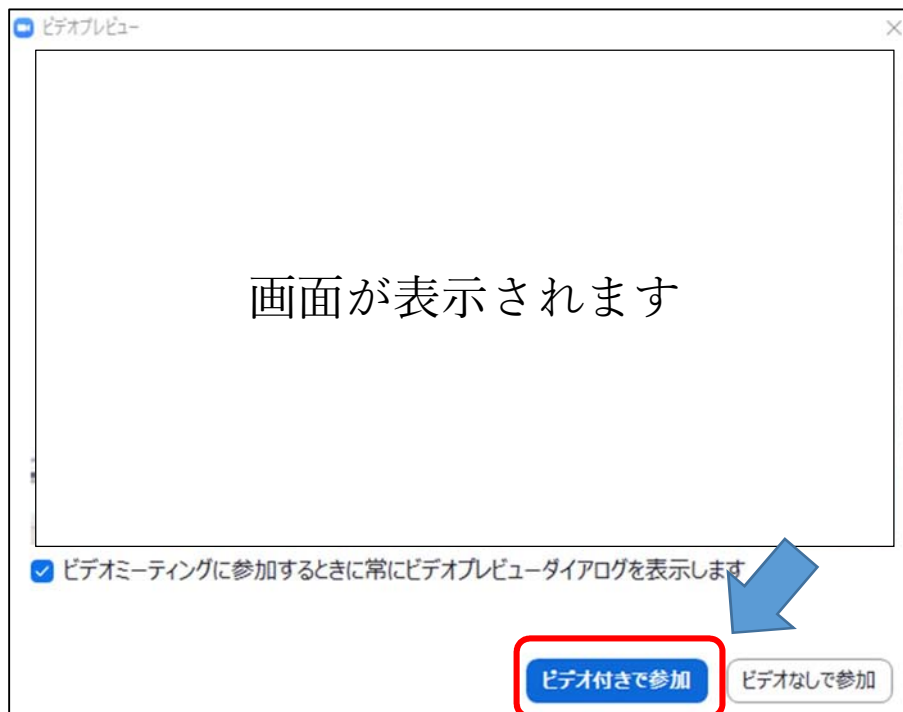 ビデオプレビュー
画面が表示されます
ビデオミーティングに参加するときに常にビデオプレビューダイアログを表示します
ビデオ付きで参加
ビデオなしで参加